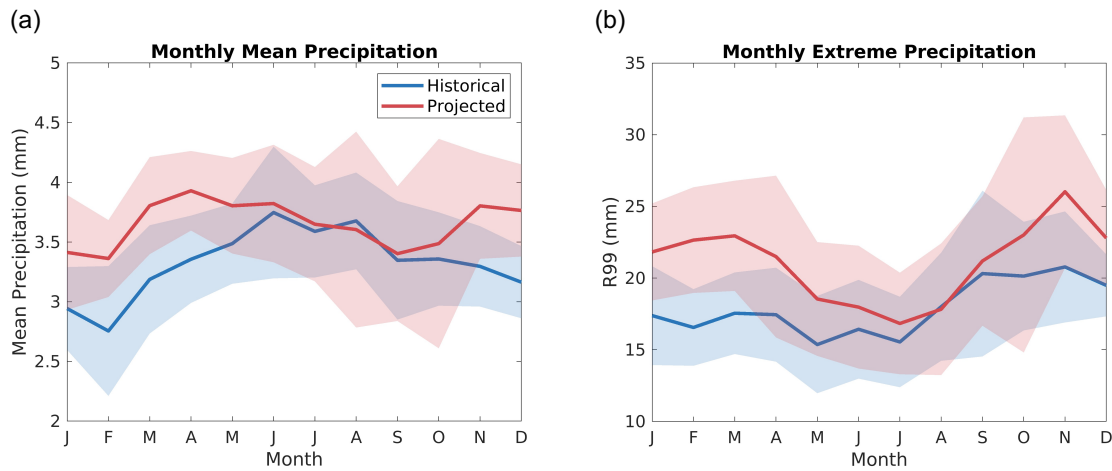 (a)
Monthly Mean Precipitation
Mean Precipitation (mm)
5
4.5
4
3.5
3
2.5
2
Historical
Projected
J F M A M J J A S O N D
Month
(b)
Monthly Extreme Precipitation
R99 (mm)
35
30
25
20
15
10
J F M A M J J A S O N D
Month